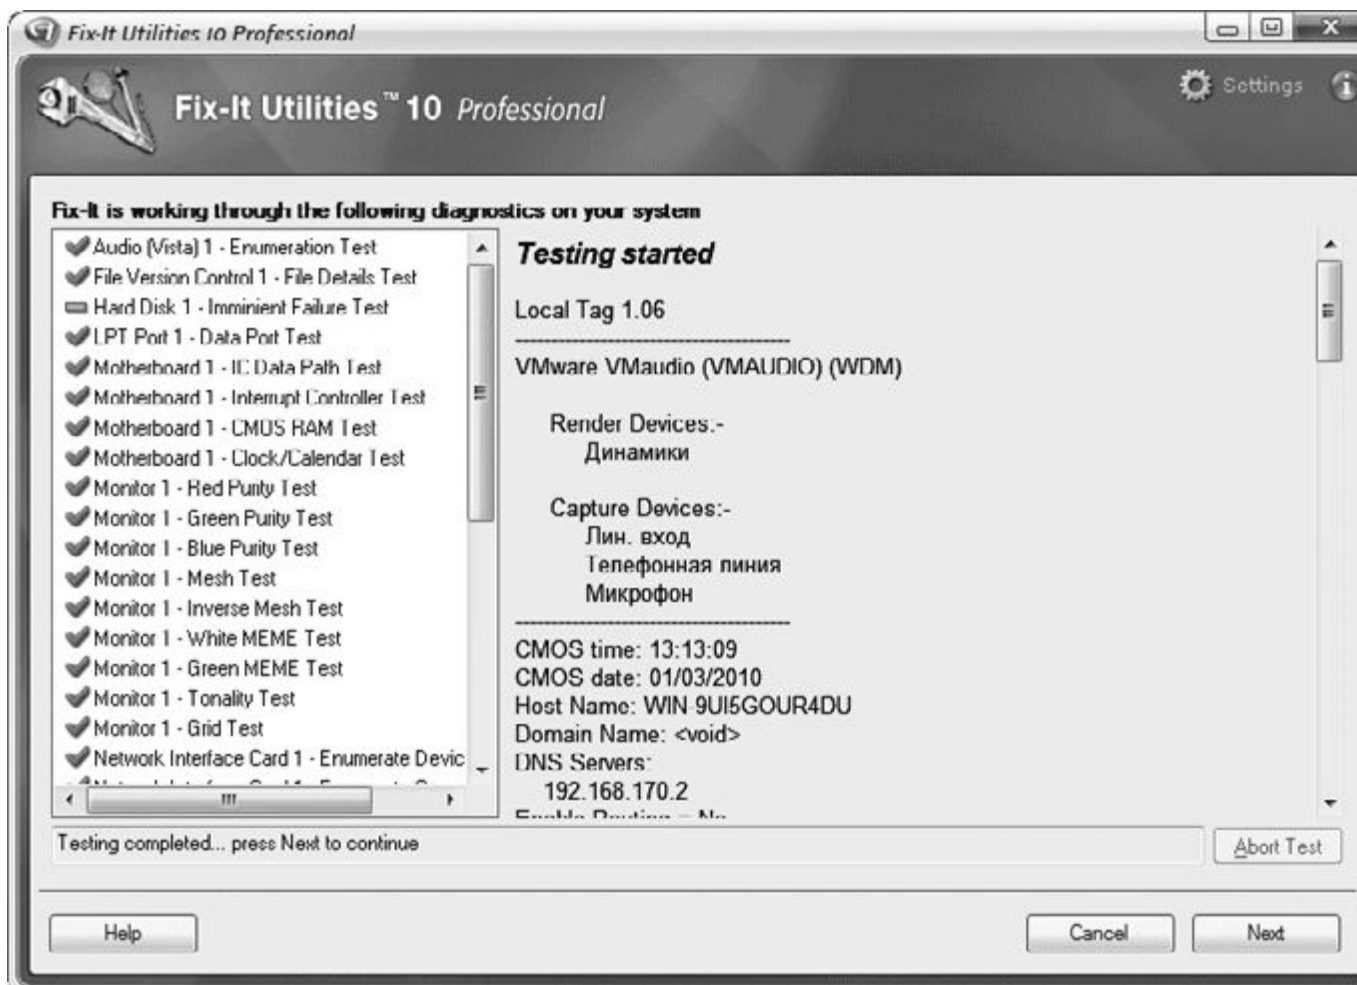 Fix-It Utilities 10 Professional
Settings
Fix-It Utilities™ 10 Professional
Fix-It is working through the following diagnostics on your system
Audio (Vista) 1 - Enumeration Test
File Version Control 1 - File Details Test
Hard Disk 1 - Imminient Failure Test
LPT Port 1 - Data Port Test
Motherboard 1 - IC Data Path Test
Motherboard 1 - Interrupt Controller Test
Motherboard 1 - CMOS RAM Test
Motherboard 1 - Clock/Calendar Test
Monitor 1 - Red Purity Test
Monitor 1 - Green Purity Test
Monitor 1 - Blue Purity Test
Monitor 1 - Mesh Test
Monitor 1 - Inverse Mesh Test
Monitor 1 - White MEME Test
Monitor 1 - Green MEME Test
Monitor 1 - Tonality Test
Monitor 1 - Grid Test
Network Interface Card 1 - Enumerate Devic
Testing started
Local Tag 1.06
----------------------------------------
VMware VMaudio (VMAUDIO) (WDM)
Render Devices:-
Динамики
Capture Devices:-
Лин. вход
Телефонная линия
Микрофон
----------------------------------------
CMOS time: 13:13:09
CMOS date: 01/03/2010
Host Name: WIN-9UI5GOUR4DU
Domain Name: <void>
DNS Servers:
192.168.170.2
Enable Routing = No
Testing completed... press Next to continue
Abort Test
Help
Cancel
Next